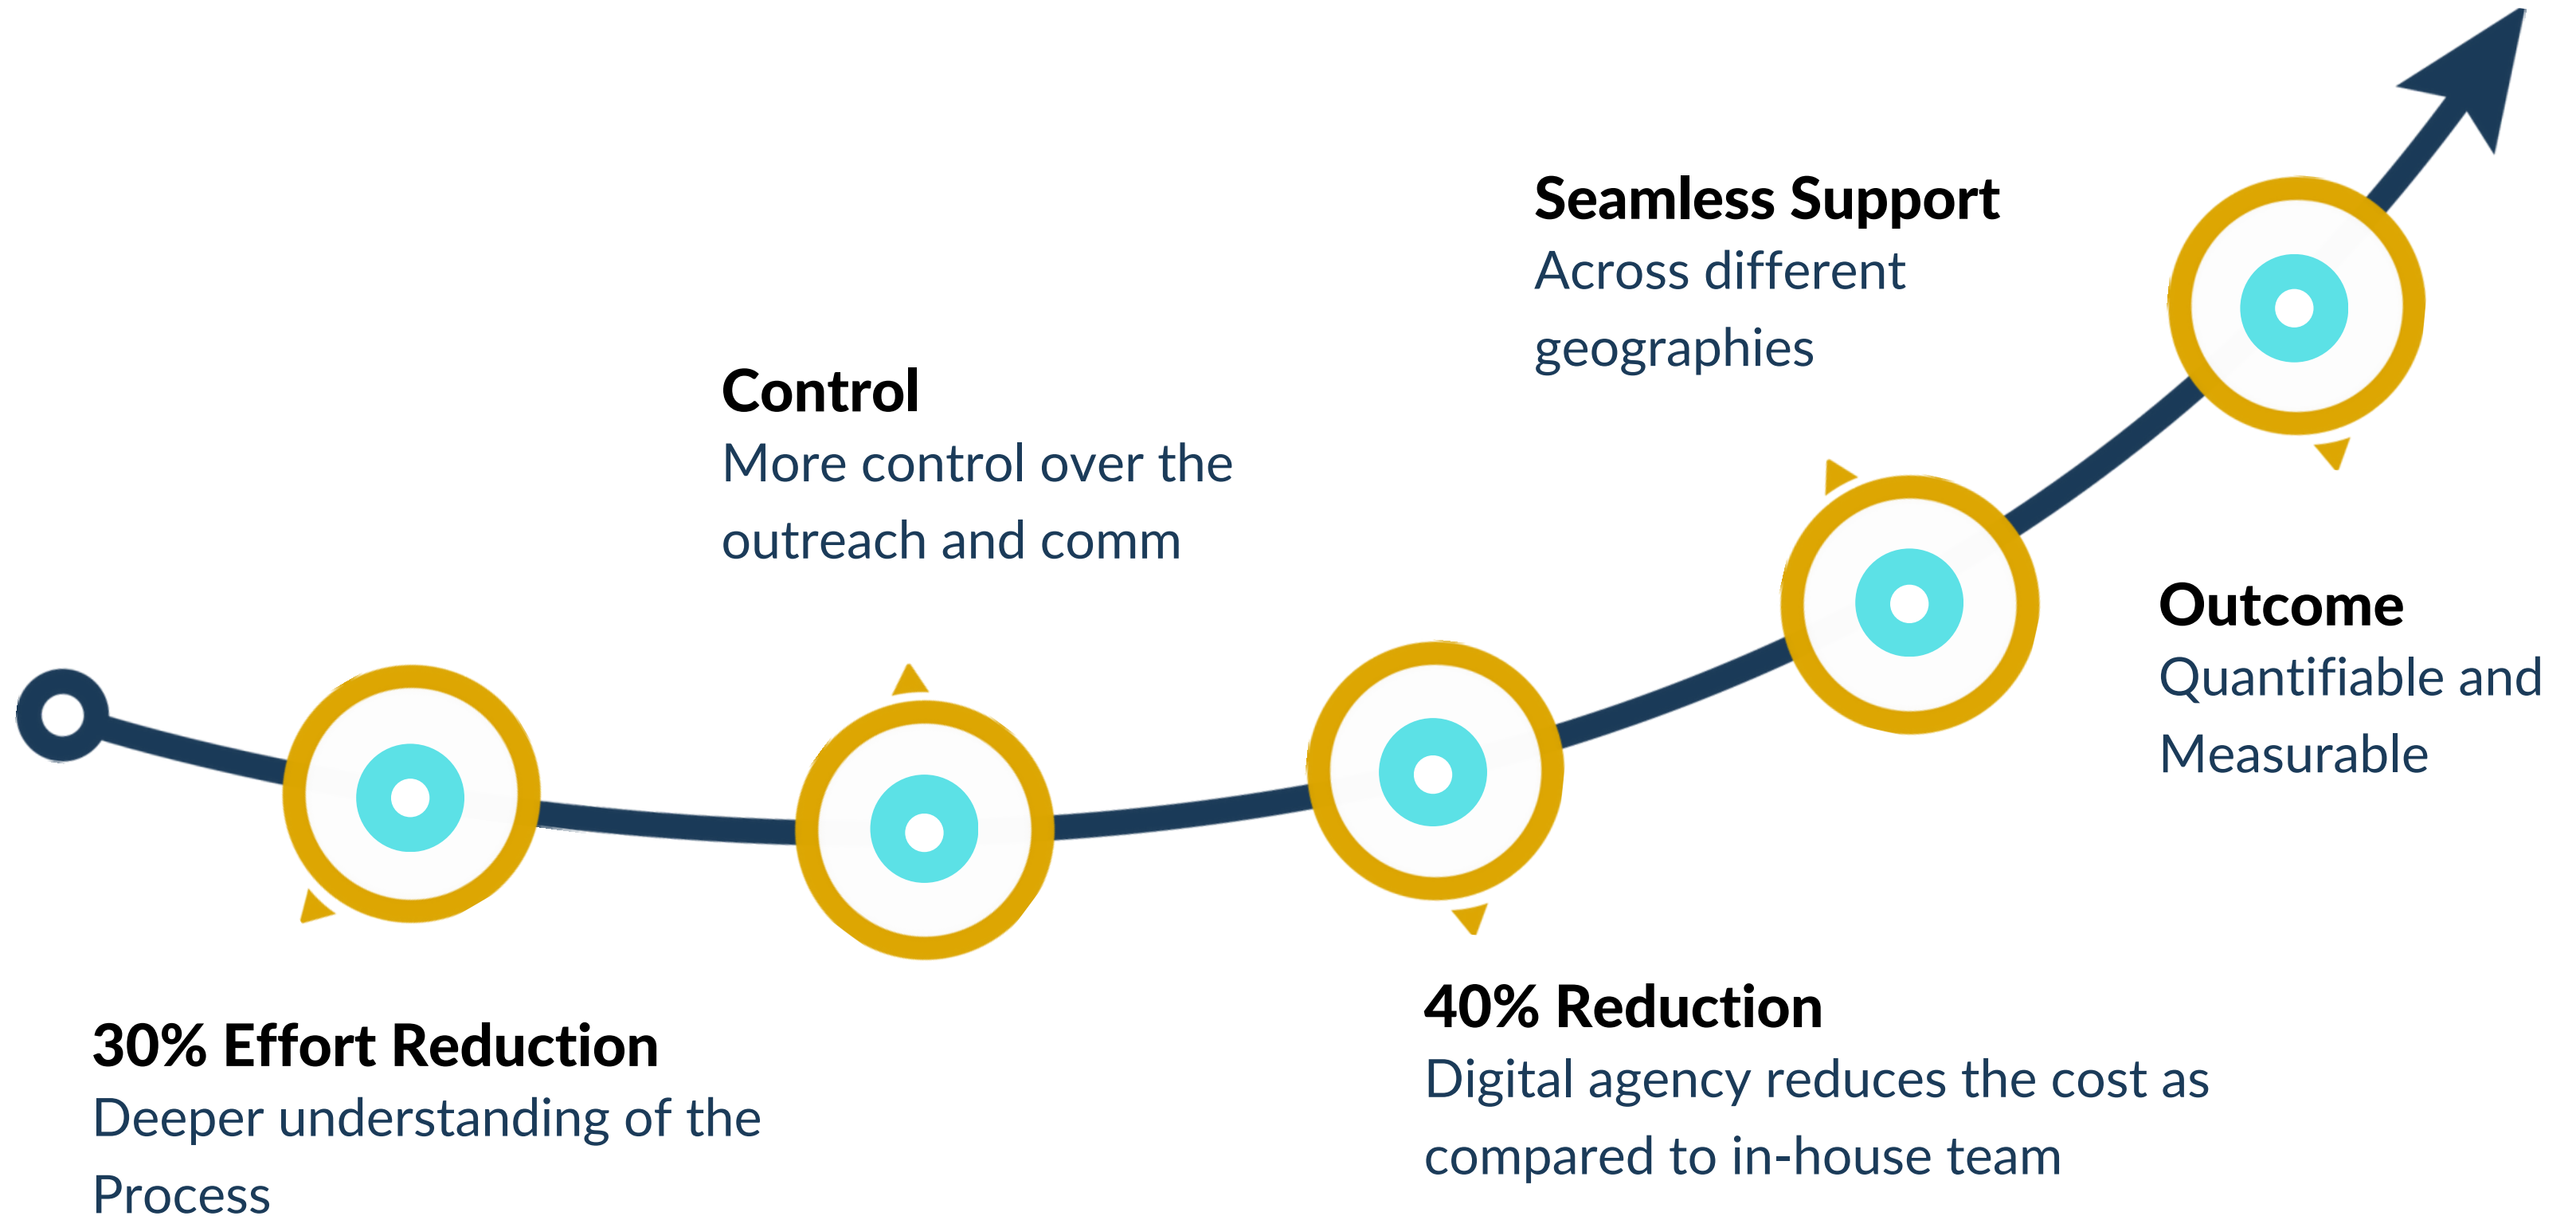 Seamless Support
Across different
geographies
Control
More control over the
outreach and comm
Outcome
Quantifiable and
Measurable
40% Reduction
Digital agency reduces the cost as
compared to in-house team
30% Effort Reduction
Deeper understanding of the
Process